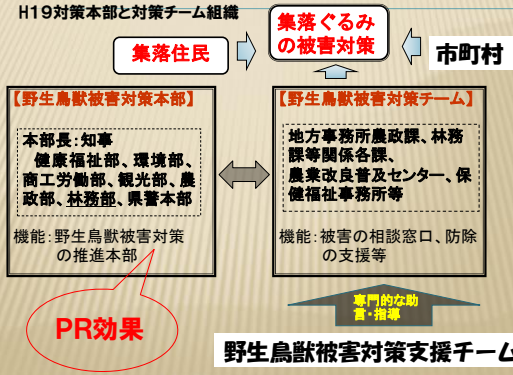 H19対策本部と対策チーム組織
集落ぐるみ
の被害対策
集落住民
市町村
【野生鳥獣被害対策本部】
本部長：知事
健康福祉部、環境部、
商工労働部、観光部、農
政部、林務部、県警本部
機能：野生鳥獣被害対策
の推進本部
【野生鳥獣被害対策チーム】
地方事務所農政課、林務
課等関係各課、
農業改良普及センター、保
健福祉事務所等
機能：被害の相談窓口、防除
の支援等
PR効果
専門的な助
言・指導
野生鳥獣被害対策支援チーム